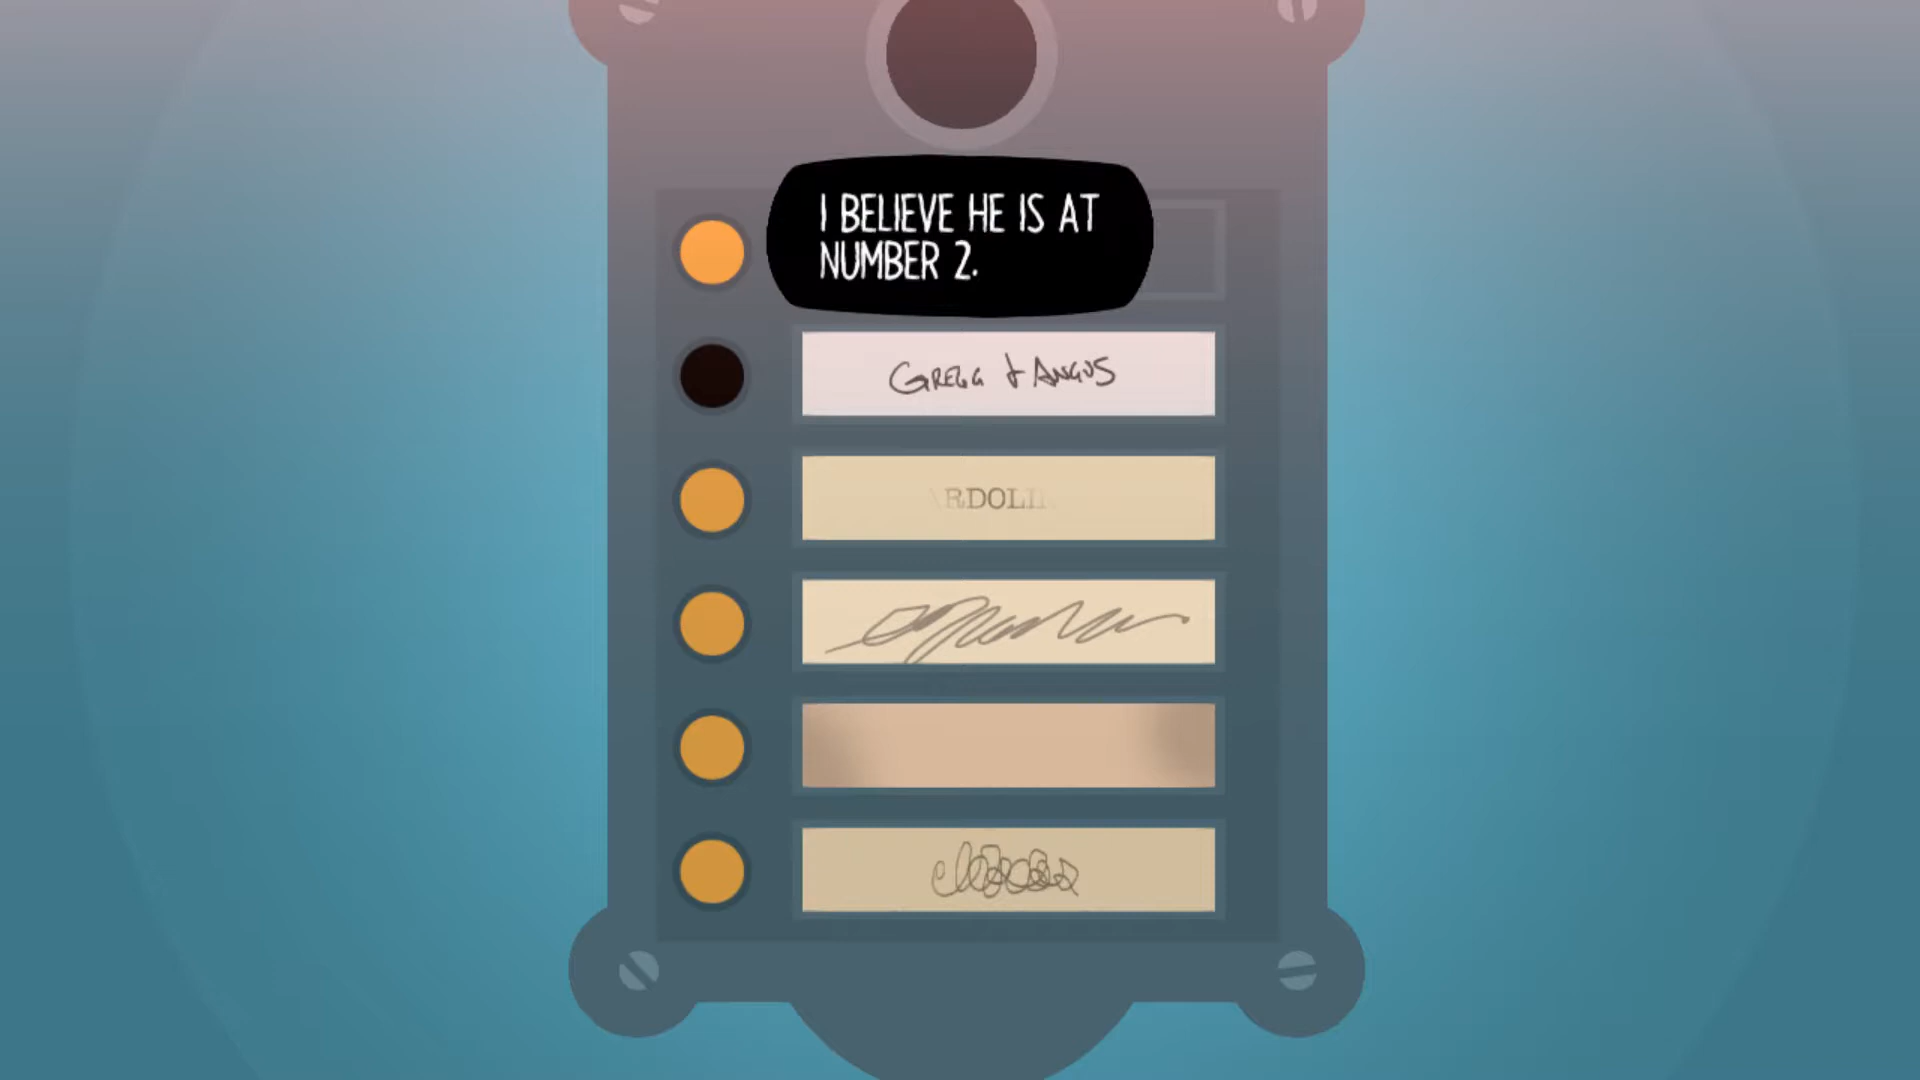 I BELIEVE HE IS AT
NUMBER 2.
GREGG + ANGUS
RDOLI